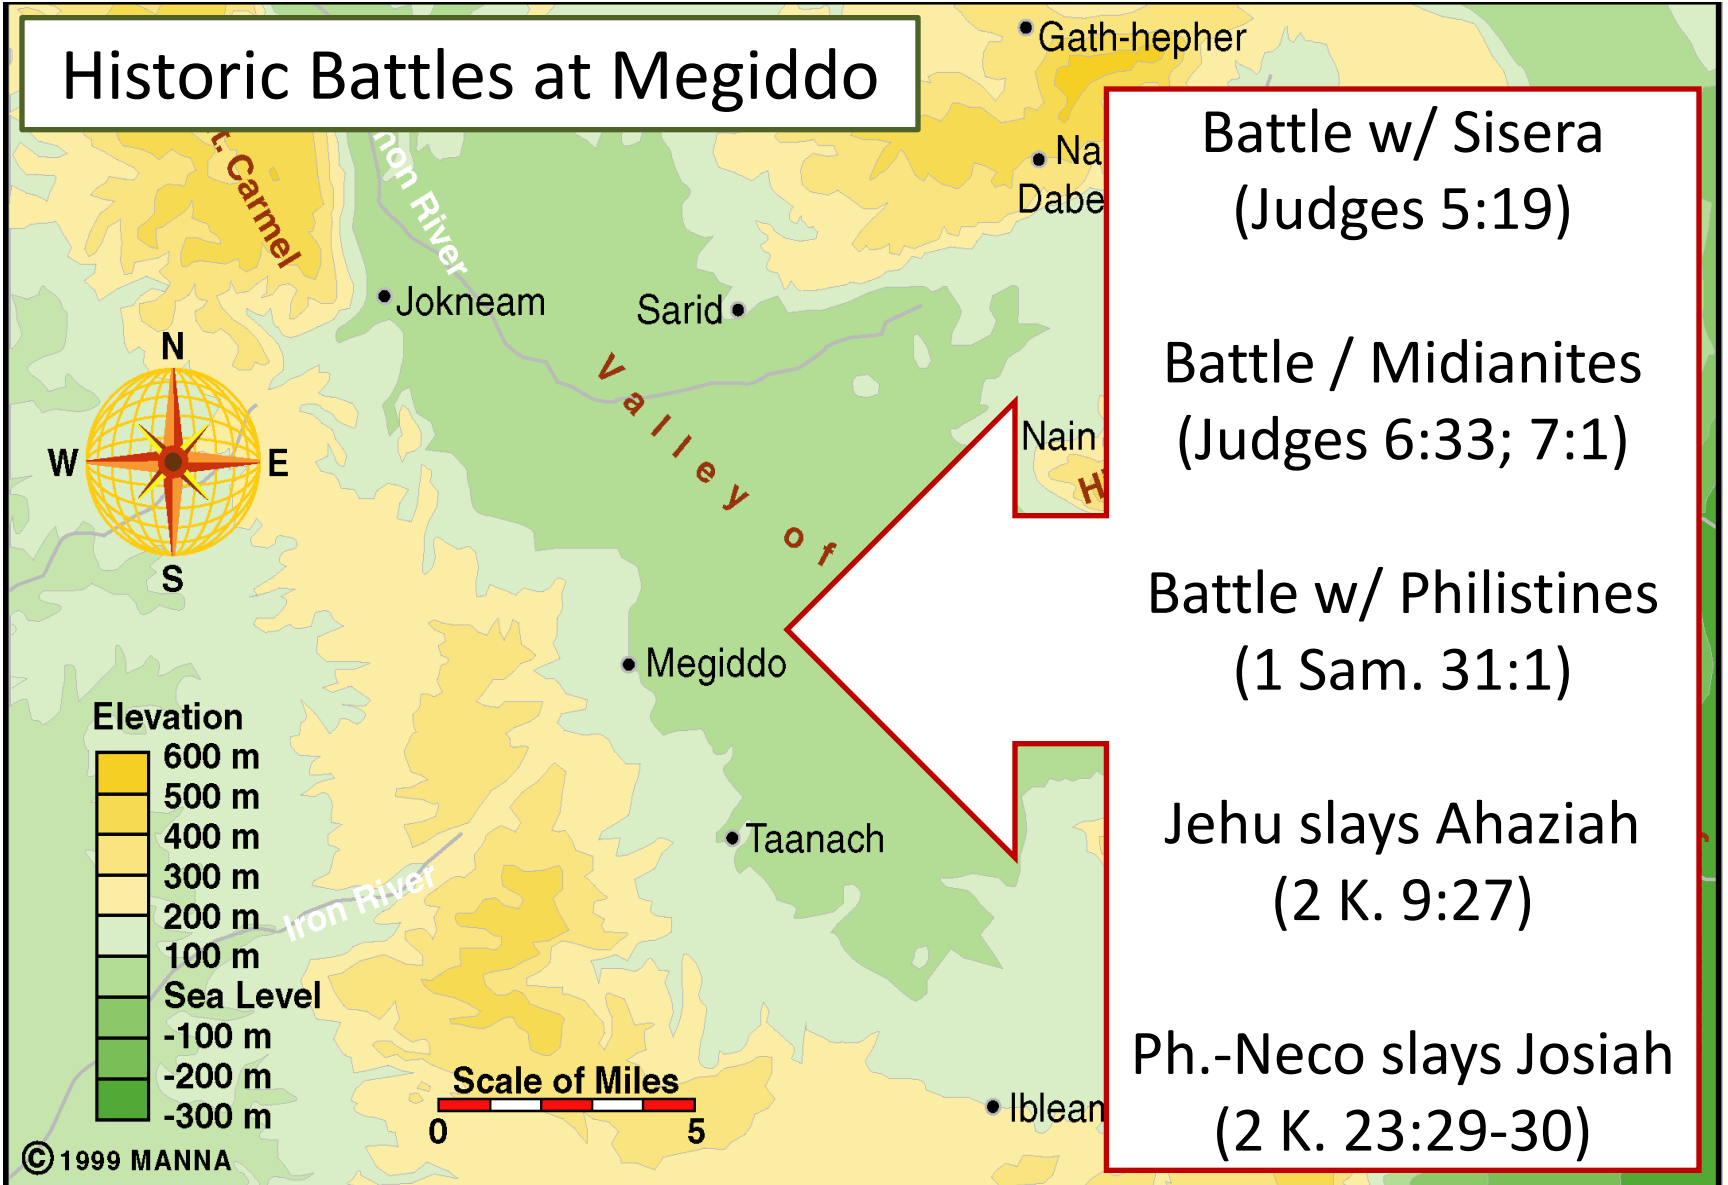 Historic Battles at Megiddo
Gath-hepher
Battle w/ Sisera
(Judges 5:19)
Battle / Midianites
(Judges 6:33; 7:1)
Battle w/ Philistines
(1 Sam. 31:1)
Jehu slays Ahaziah
(2 K. 9:27)
Ph.-Neco slays Josiah
(2 K. 23:29-30)
Na
Dabe
t. Carmel
non River
Jokneam
Sarid
Valley of
Nain
H
N
W
E
S
Megiddo
Taanach
Iron River
Elevation
600 m
500 m
400 m
300 m
200 m
100 m
Sea Level
-100 m
-200 m
-300 m
Scale of Miles
0 5
Iblean
© 1999 MANNA